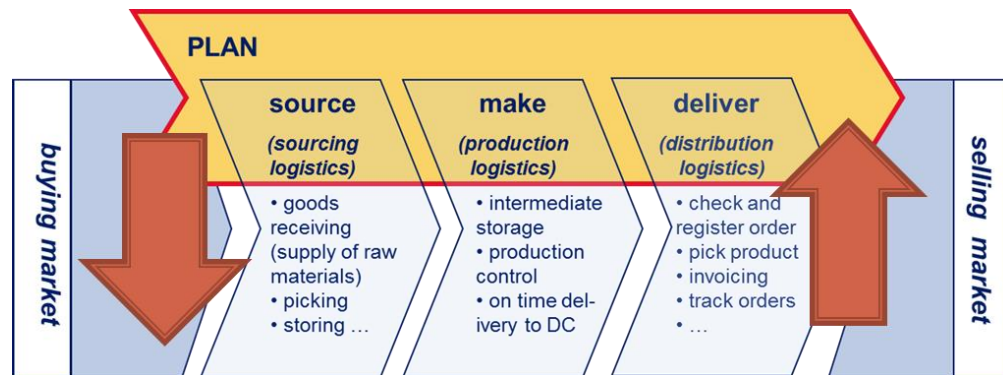 PLAN
buying market
source
(sourcing
logistics)
• goods
receiving
(supply of raw
materials)
• picking
• storing ...
make
(production
logistics)
• intermediate
storage
• production
control
• on time del-
ivery to DC
deliver
(distribution
logistics)
• check and
register order
• pick product
• invoicing
• track orders
• ...
selling market